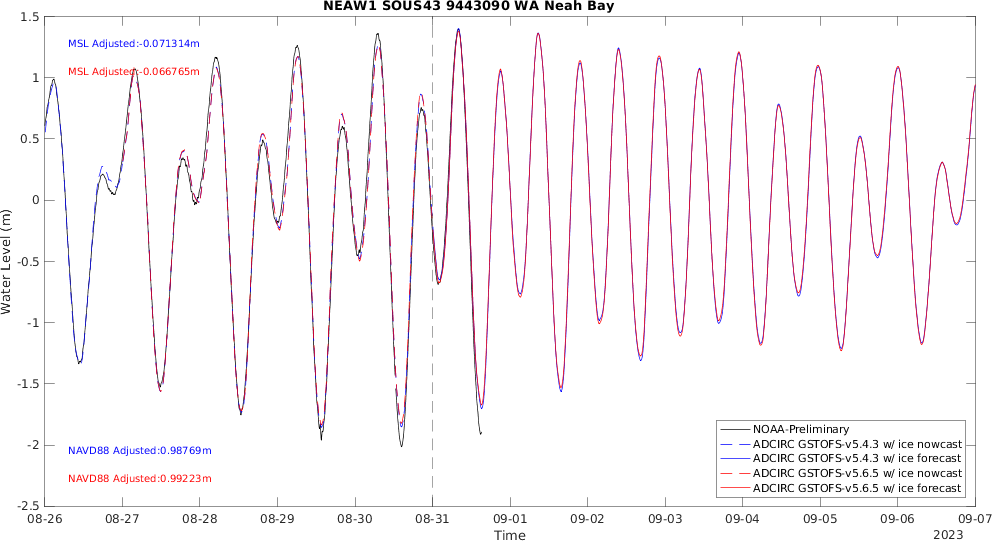 NEAW1 SOUS43 9443090 WA Neah Bay
MSL Adjusted:-0.071314m
MSL Adjusted:-0.066765m
NAVD88 Adjusted:0.98769m
NAVD88 Adjusted:0.99223m
Water Level (m)
1.5
1
0.5
0
-0.5
-1
-1.5
-2
-2.5
NOAA-Preliminary
ADCIRC GSTOFS-v5.4.3 w/ ice nowcast
ADCIRC GSTOFS-v5.4.3 w/ ice forecast
ADCIRC GSTOFS-v5.6.5 w/ ice nowcast
ADCIRC GSTOFS-v5.6.5 w/ ice forecast
08-26 08-27 08-28 08-29 08-30 08-31 09-01 09-02 09-03 09-04 09-05 09-06 09-07
Time
2023